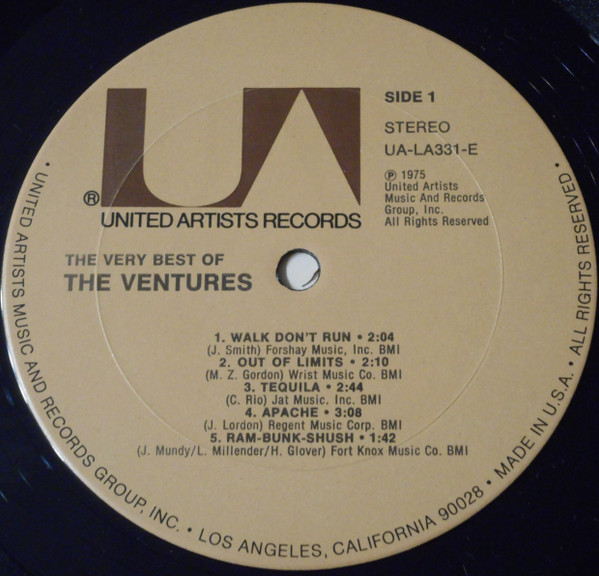 UA
®
UNITED ARTISTS RECORDS
SIDE 1
STEREO
UA-LA331-E
℗ 1975
United Artists
Music And Records
Group, Inc.
All Rights Reserved
THE VERY BEST OF
THE VENTURES
1. WALK DON'T RUN • 2:04
(J. Smith) Forshay Music, Inc. BMI
2. OUT OF LIMITS • 2:10
(M. Z. Gordon) Wrist Music Co. BMI
3. TEQUILA • 2:44
(C. Rio) Jat Music. Inc. BMI
4. APACHE • 3:08
(J. Lordon) Regent Music Corp. BMI
5. RAM-BUNK-SHUSH • 1:42
(J. Mundy/L. Millender/H. Glover) Fort Knox Music Co. BMI
• UNITED ARTISTS MUSIC AND RECORDS GROUP, INC. • LOS ANGELES, CALIFORNIA 90028 • MADE IN U.S.A. • ALL RIGHTS RESERVED •